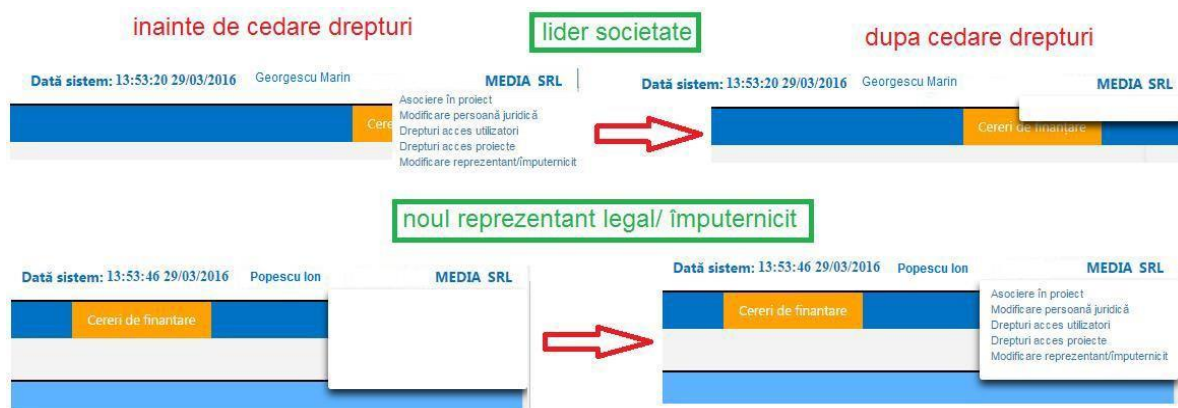 inainte de cedare drepturi
lider societate
dupa cedare drepturi
Dată sistem: 13:53:20 29/03/2016 Georgescu Marin MEDIA SRL
Asociere în proiect
Modificare persoană juridică
Drepturi acces utilizatori
Drepturi acces proiecte
Modificare reprezentant/împuternicit
Cere
Dată sistem: 13:53:20 29/03/2016 Georgescu Marin MEDIA SRL
Cereri de finantare
noul reprezentant legal/ împuternicit
Dată sistem: 13:53:46 29/03/2016 Popescu Ion MEDIA SRL
Cereri de finantare
Dată sistem: 13:53:46 29/03/2016 Popescu Ion MEDIA SRL
Cereri de finantare
Asociere în proiect
Modificare persoană juridică
Drepturi acces utilizatori
Drepturi acces proiecte
Modificare reprezentant/împuternicit